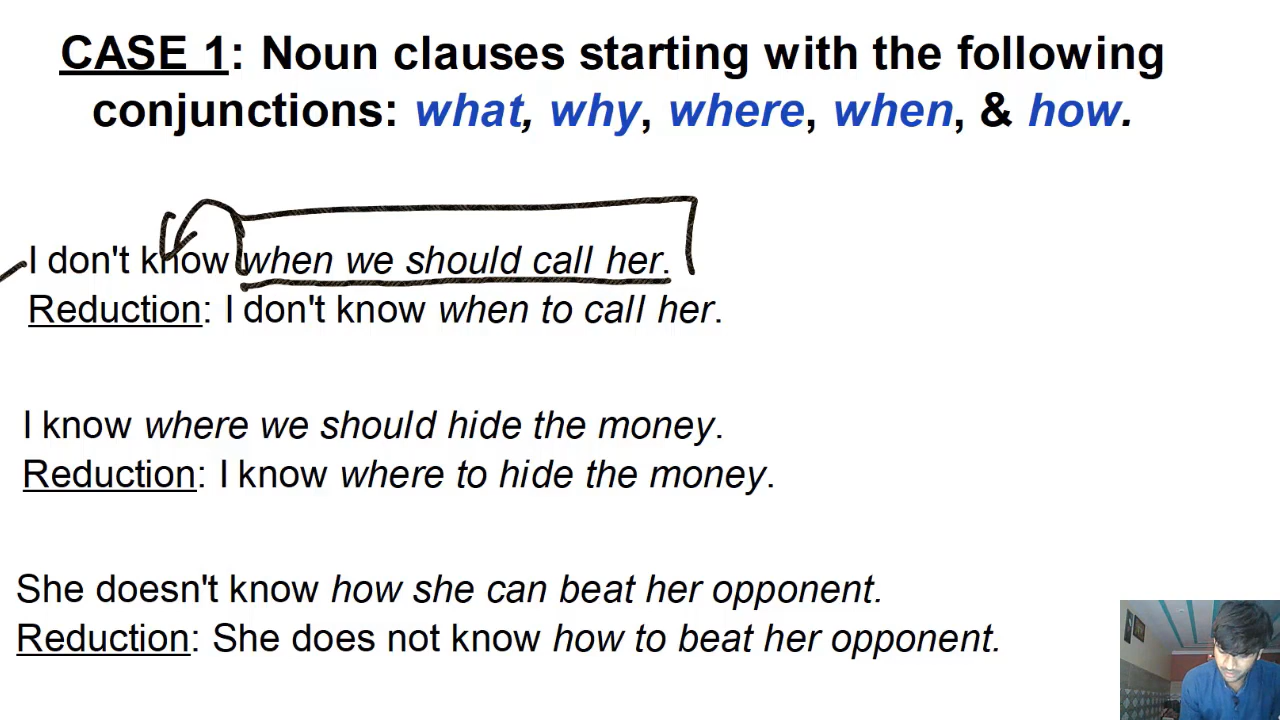 CASE 1: Noun clauses starting with the following
conjunctions: what, why, where, when, & how.
I don't know when we should call her.
Reduction: I don't know when to call her.
I know where we should hide the money.
Reduction: I know where to hide the money.
She doesn't know how she can beat her opponent.
Reduction: She does not know how to beat her opponent.